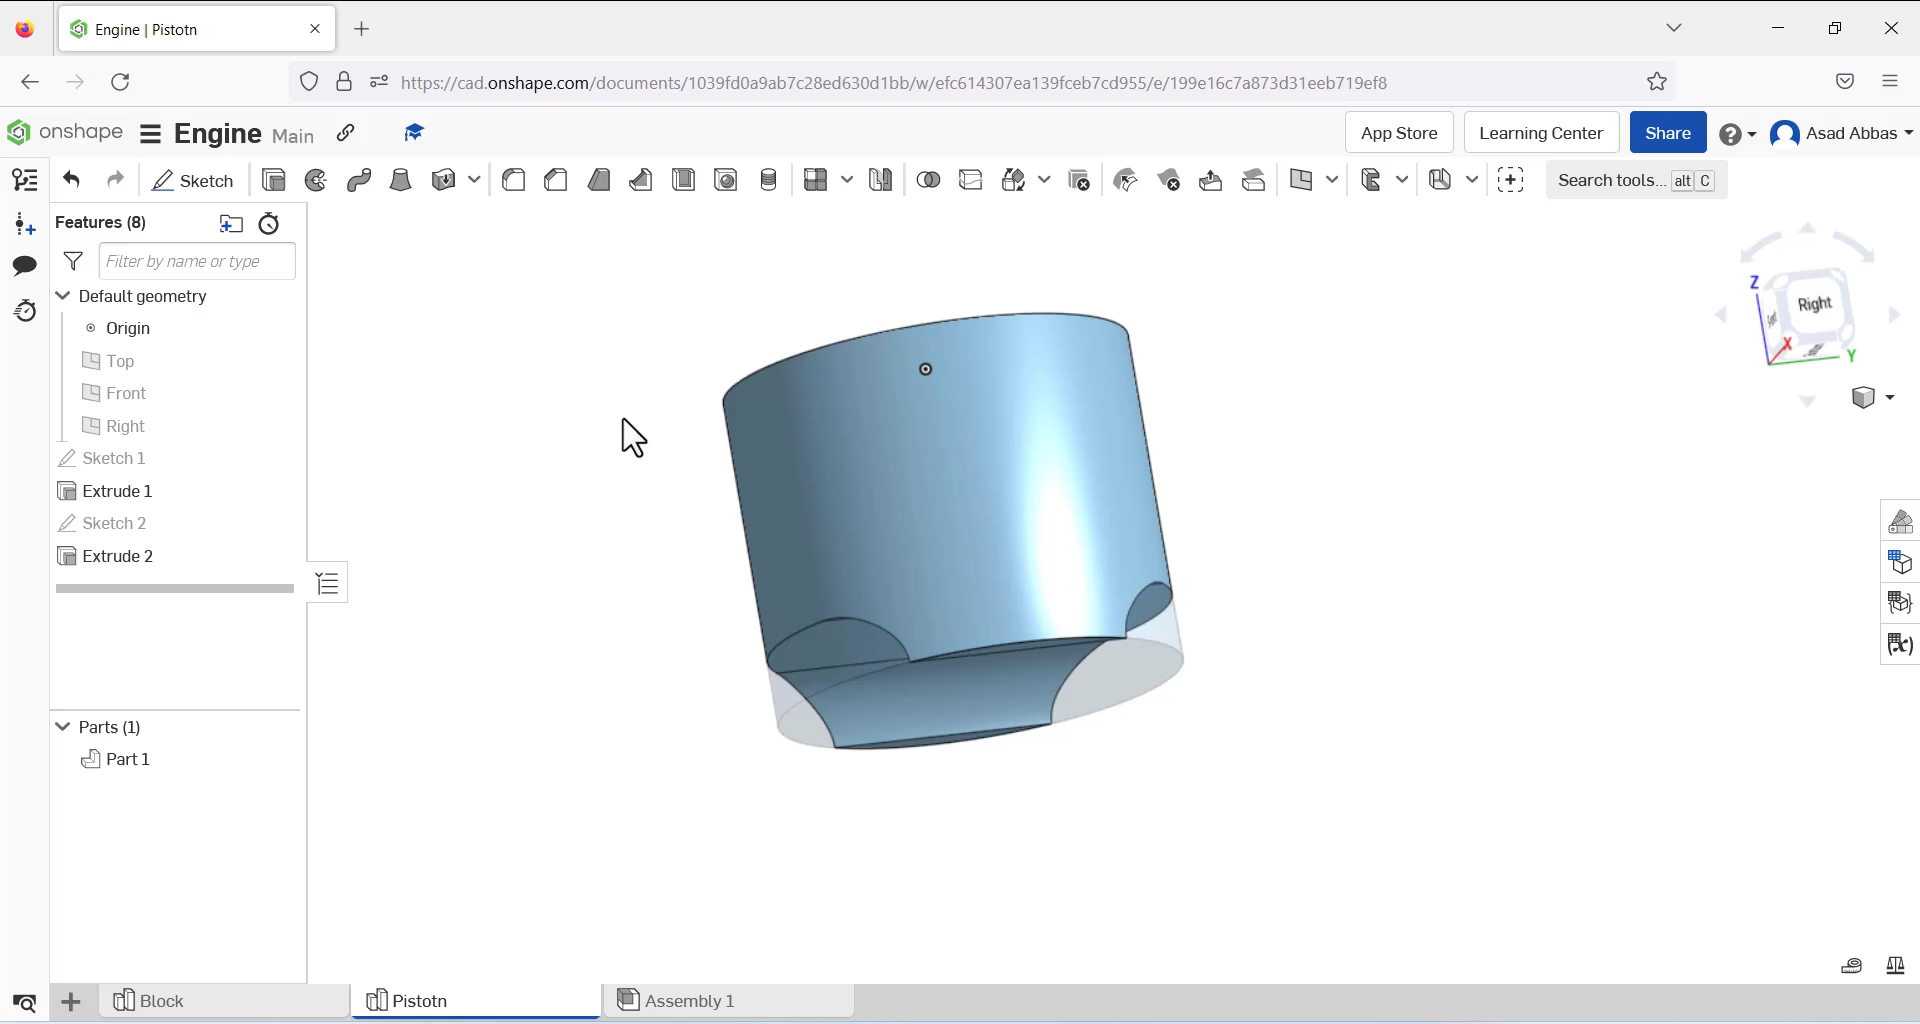 Engine | Pistotn
https://cad.onshape.com/documents/1039fd0a9ab7c28ed630d1bb/w/efc614307ea139fceb7cd955/e/199e16c7a873d31eeb719ef8
onshape Engine Main App Store Learning Center Share Asad Abbas
Sketch Search tools... alt C
Features (8)
Filter by name or type
Default geometry
Origin
Top
Front
Right
Sketch 1
Extrude 1
Sketch 2
Extrude 2
Parts (1)
Part 1
Z
Right
X
Y
Block Pistotn Assembly 1